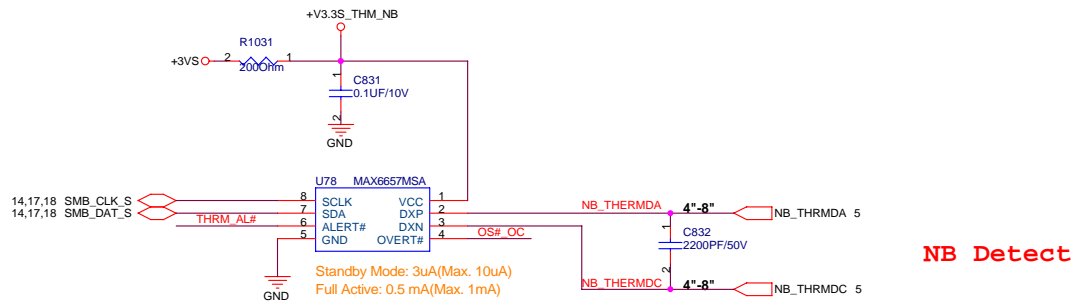 +V3.3S_THM_NB
R1031
+3VS
2
1
200Ohm
1
C831
0.1UF/10V
2
GND
U78
MAX6657MSA
14,17,18 SMB_CLK_S
8
SCLK
VCC
1
14,17,18 SMB_DAT_S
7
SDA
DXP
2
NB_THERMDA
4"-8"
NB_THRMDA 5
THRM_AL#
6
ALERT#
DXN
3
5
GND
OVERT#
4
OS#_OC
1
C832
2200PF/50V
2
NB Detect
Standby Mode: 3uA(Max. 10uA)
Full Active: 0.5 mA(Max. 1mA)
NB_THERMDC
4"-8"
NB_THRMDC 5
GND